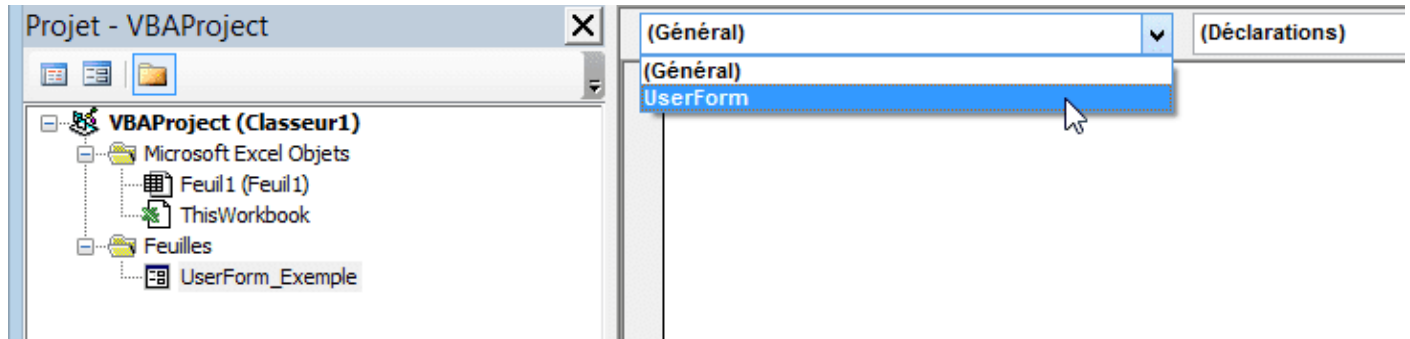 Projet - VBAProject
VBAProject (Classeur1)
Microsoft Excel Objets
Feuil1 (Feuil1)
ThisWorkbook
Feuilles
UserForm_Exemple
(Général)
(Déclarations)
(Général)
UserForm